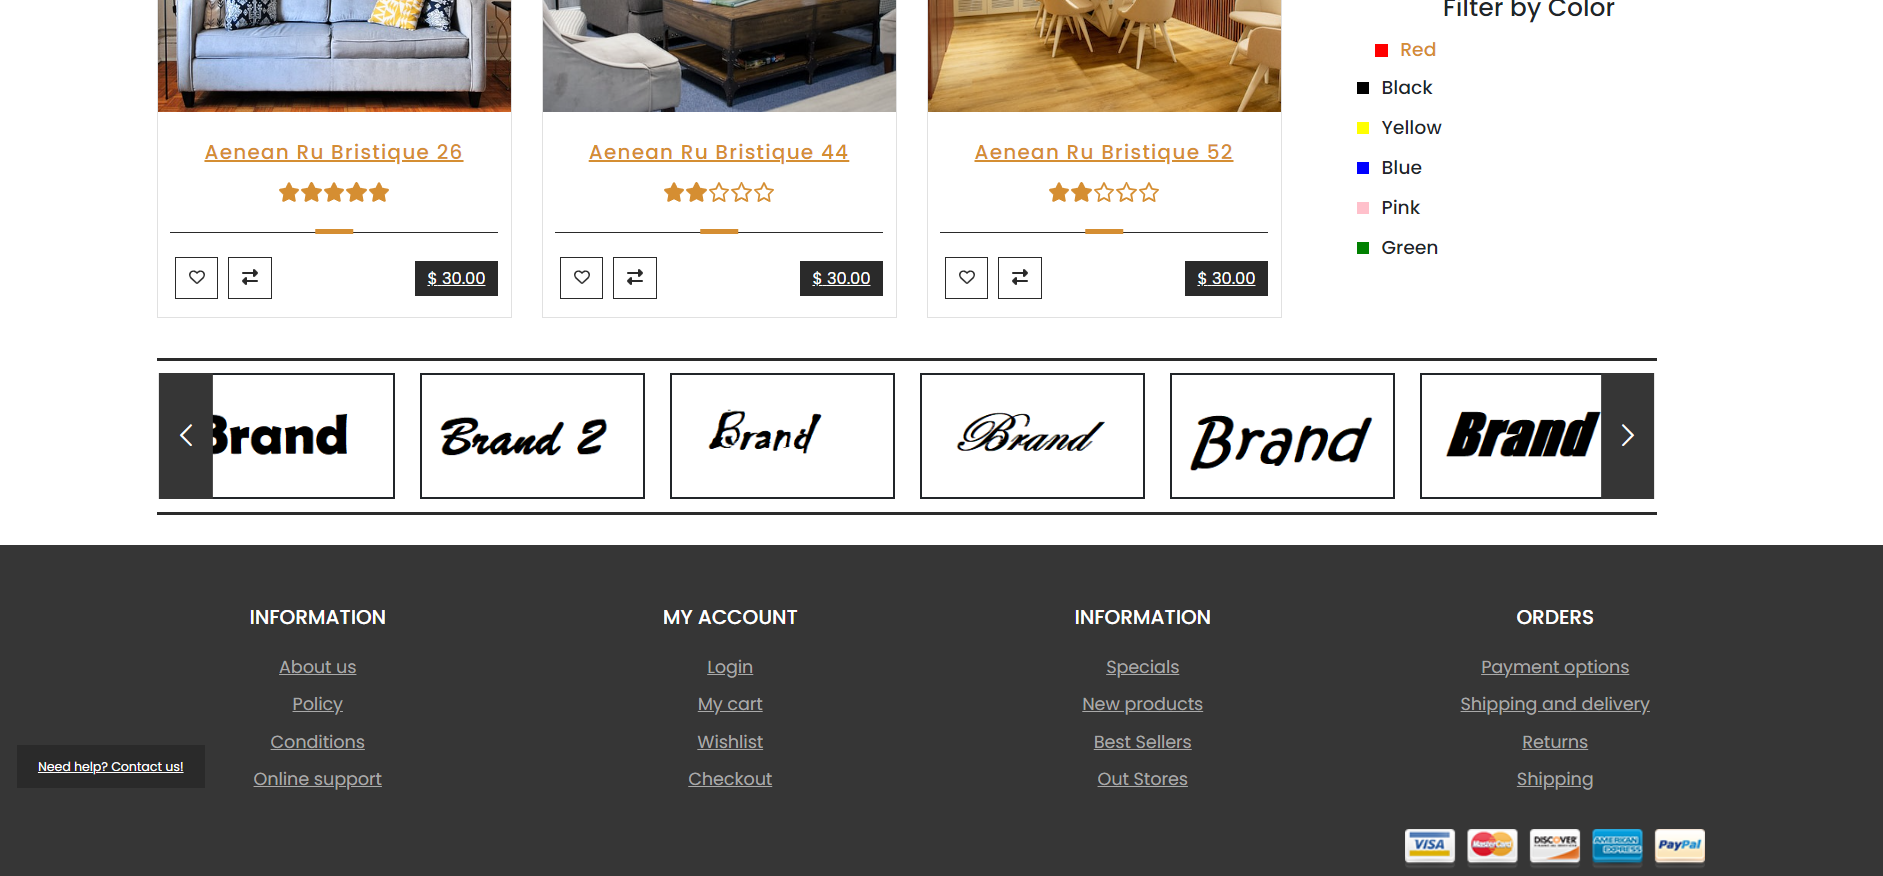 Filter by Color
Red
Black
Yellow
Blue
Pink
Green
Aenean Ru Bristique 26
$ 30.00
Aenean Ru Bristique 44
$ 30.00
Aenean Ru Bristique 52
$ 30.00
Brand
Brand 2
Brand
Brand
Brand
Brand
INFORMATION
About us
Policy
Conditions
Online support
MY ACCOUNT
Login
My cart
Wishlist
Checkout
INFORMATION
Specials
New products
Best Sellers
Out Stores
ORDERS
Payment options
Shipping and delivery
Returns
Shipping
Need help? Contact us!
VISA
MasterCard
DISCOVER
AMERICAN EXPRESS
PayPal